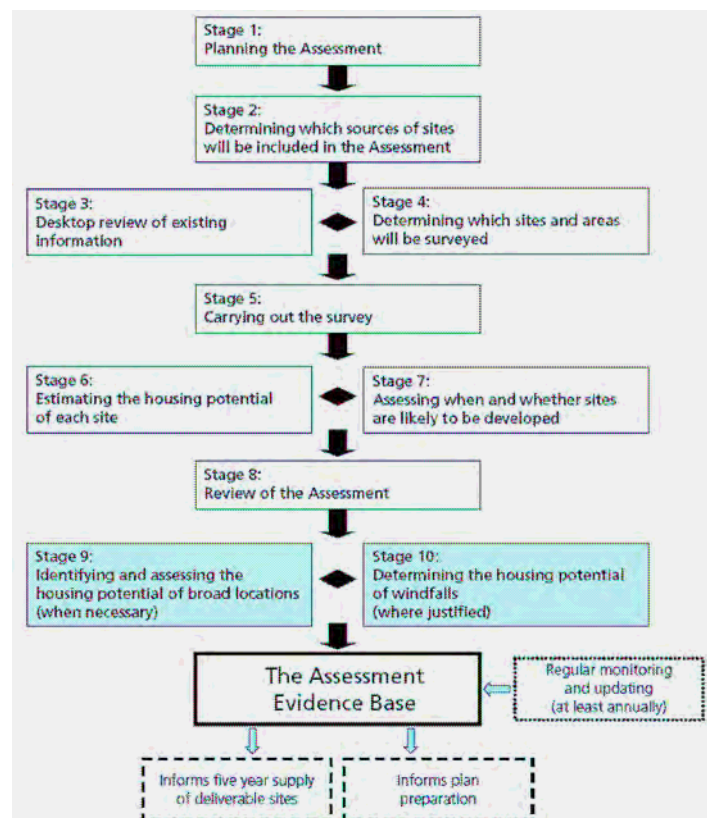 Stage 1:
Planning the Assessment
Stage 2:
Determining which sources of sites
will be included in the Assessment
Stage 3:
Desktop review of existing
information
Stage 4:
Determining which sites and areas
will be surveyed
Stage 5:
Carrying out the survey
Stage 6:
Estimating the housing potential
of each site
Stage 7:
Assessing when and whether sites
are likely to be developed
Stage 8:
Review of the Assessment
Stage 9:
Identifying and assessing the
housing potential of broad locations
(when necessary)
Stage 10:
Determining the housing potential
of windfalls
(where justified)
The Assessment
Evidence Base
Regular monitoring
and updating
(at least annually)
Informs five year supply
of deliverable sites
Informs plan
preparation